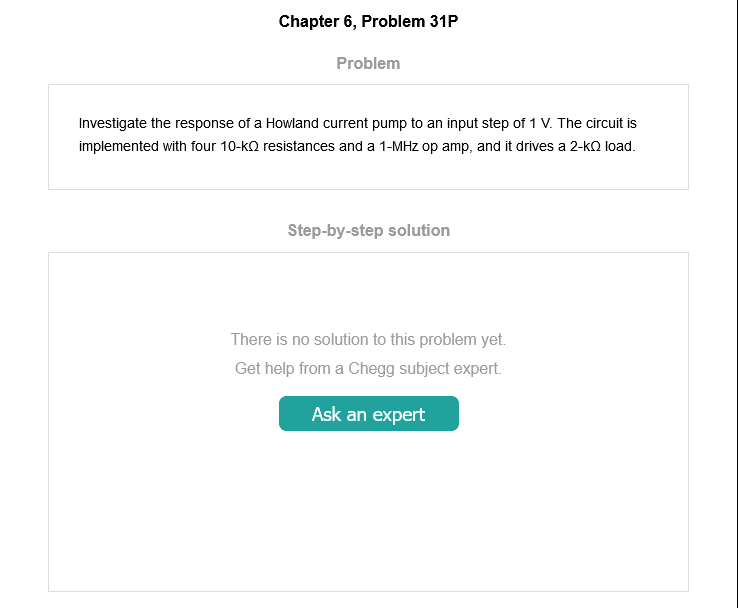 Chapter 6, Problem 31P
Problem
Investigate the response of a Howland current pump to an input step of 1 V. The circuit is
implemented with four 10-kΩ resistances and a 1-MHz op amp, and it drives a 2-kΩ load.
Step-by-step solution
There is no solution to this problem yet.
Get help from a Chegg subject expert.
Ask an expert